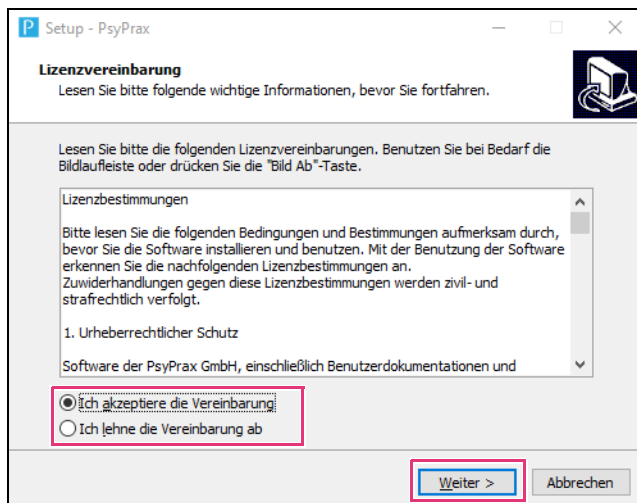 P Setup - PsyPrax
Lizenzvereinbarung
Lesen Sie bitte folgende wichtige Informationen, bevor Sie fortfahren.
Lesen Sie bitte die folgenden Lizenzvereinbarungen. Benutzen Sie bei Bedarf die
Bildlaufleiste oder drücken Sie die "Bild Ab"-Taste.
Lizenzbestimmungen
Bitte lesen Sie die folgenden Bedingungen und Bestimmungen aufmerksam durch,
bevor Sie die Software installieren und benutzen. Mit der Benutzung der Software
erkennen Sie die nachfolgenden Lizenzbestimmungen an.
Zuwiderhandlungen gegen diese Lizenzbestimmungen werden zivil- und
strafrechtlich verfolgt.
1. Urheberrechtlicher Schutz
Software der PsyPrax GmbH, einschließlich Benutzerdokumentationen und
Ich akzeptiere die Vereinbarung
Ich lehne die Vereinbarung ab
Weiter >
Abbrechen